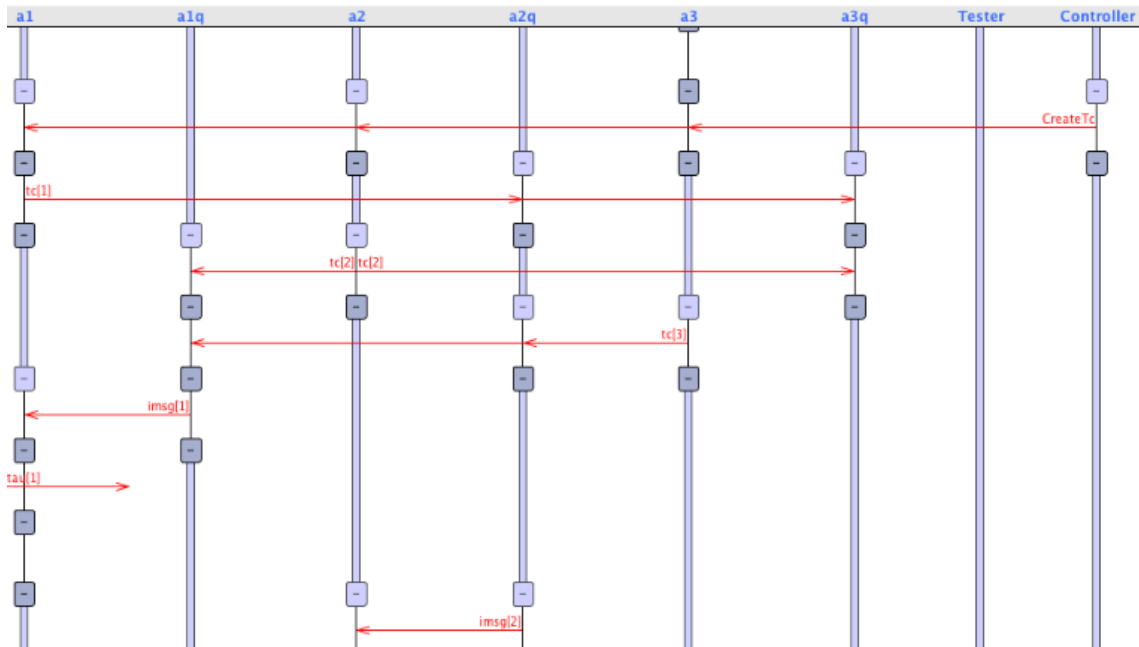 a1 a1q a2 a2q a3 a3q Tester Controller
CreateTc
tc[1]
tc[2] tc[2]
tc[3]
imsg[1]
tau[1]
imsg[2]